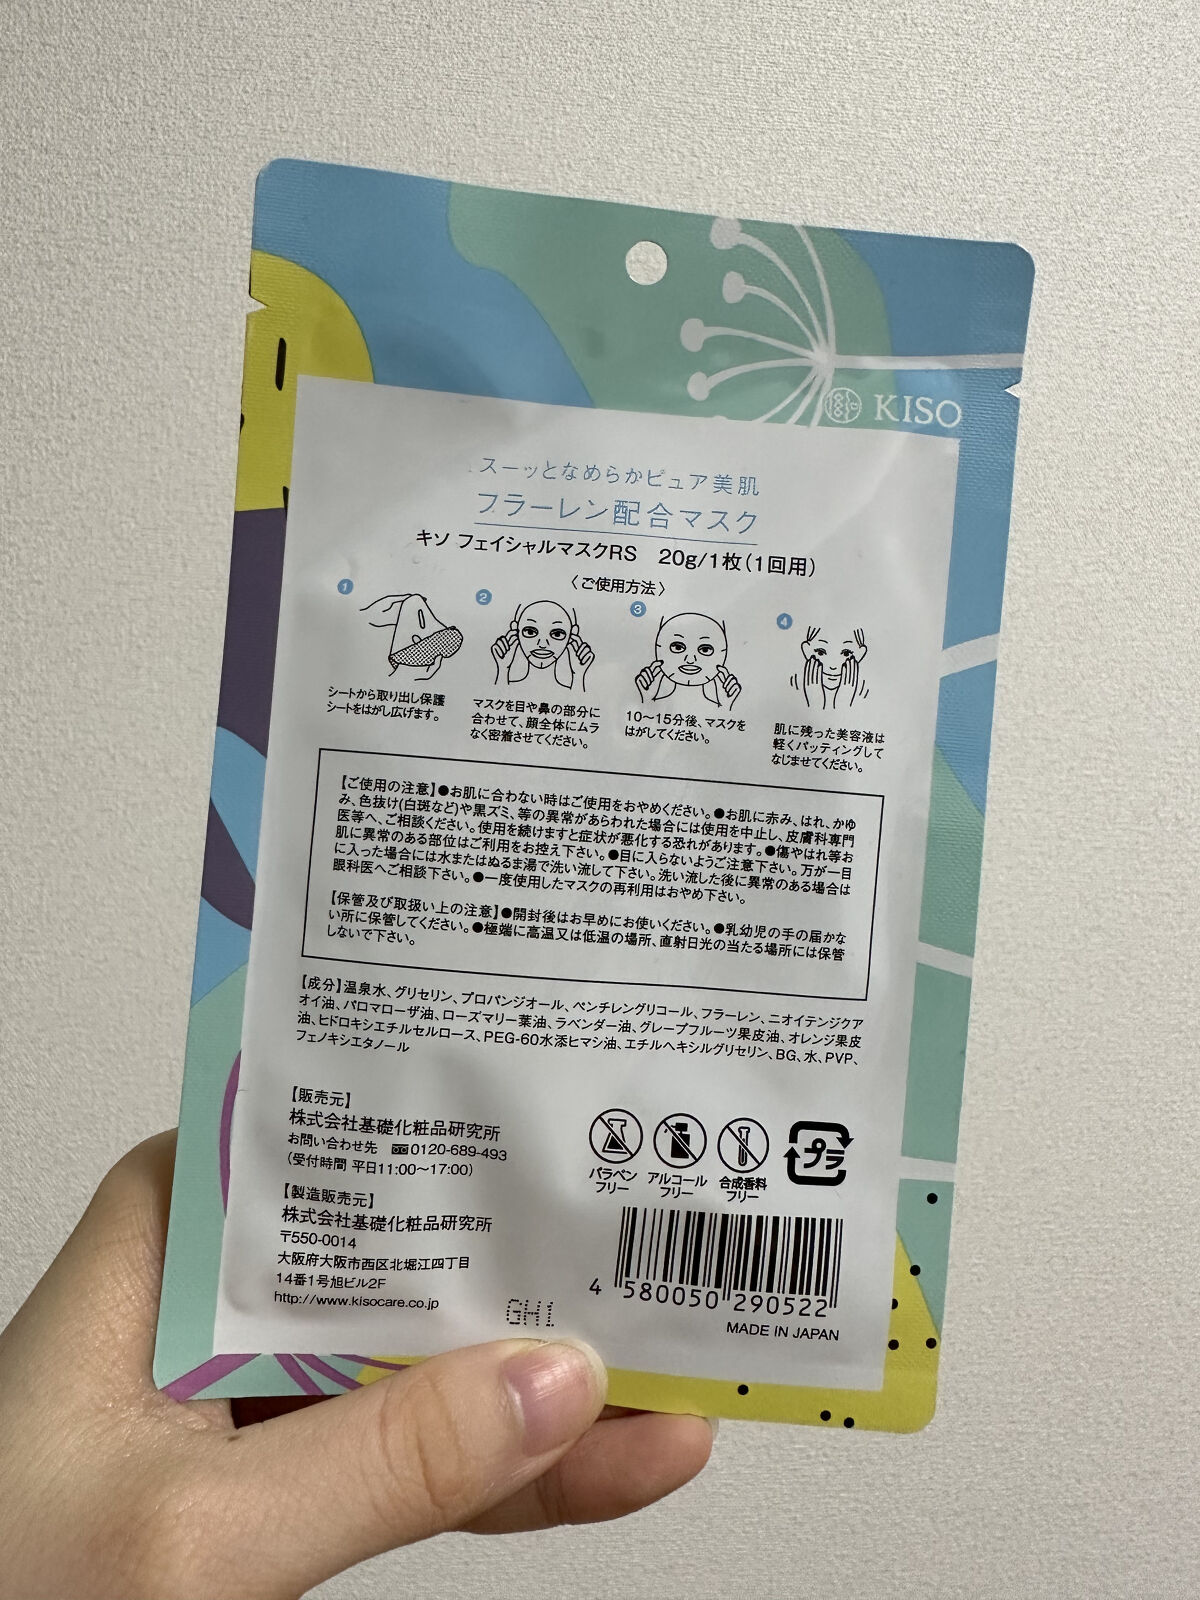 KISO
スーッとなめらかピュア美肌
フラーレン配合マスク
キソ フェイシャルマスクRS 20g/1枚(1回用)
〈ご使用方法〉
1
シートから取り出し保護
シートをはがし広げます。
2
マスクを目や鼻の部分に
合わせて、顔全体にムラ
なく密着させてください。
3
10〜15分後、マスクを
はがしてください。
4
肌に残った美容液は
軽くパッティングして
なじませてください。
【ご使用の注意】●お肌に合わない時はご使用をおやめください。●お肌に赤み、はれ、かゆ
み、色抜け(白斑など)や黒ズミ、等の異常があらわれた場合には使用を中止し、皮膚科専門
医等へ、ご相談ください。使用を続けますと症状が悪化する恐れがあります。●傷やはれ等お
肌に異常のある部位はご利用をお控え下さい。●目に入らないようご注意下さい。万が一目
に入った場合には水またはぬるま湯で洗い流して下さい。洗い流した後に異常のある場合は
眼科医へご相談下さい。●一度使用したマスクの再利用はおやめ下さい。
【保管及び取扱い上の注意】●開封後はお早めにお使いください。●乳幼児の手の届かな
い所に保管してください。●極端に高温又は低温の場所、直射日光の当たる場所には保管
しないで下さい。
【成分】温泉水、グリセリン、プロパンジオール、ペンチレングリコール、フラーレン、ニオイテンジクア
オイ油、パロマローザ油、ローズマリー葉油、ラベンダー油、グレープフルーツ果皮油、オレンジ果皮
油、ヒドロキシエチルセルロース、PEG-60水添ヒマシ油、エチルヘキシルグリセリン、BG、水、PVP、
フェノキシエタノール
【販売元】
株式会社基礎化粧品研究所
お問い合わせ先 0120-689-493
(受付時間 平日11:00〜17:00)
【製造販売元】
株式会社基礎化粧品研究所
〒550-0014
大阪府大阪市西区北堀江四丁目
14番1号旭ビル2F
http://www.kisocare.co.jp
GH1
パラベン
フリー
アルコール
フリー
合成香料
フリー
プラ
4 580050 290522
MADE IN JAPAN